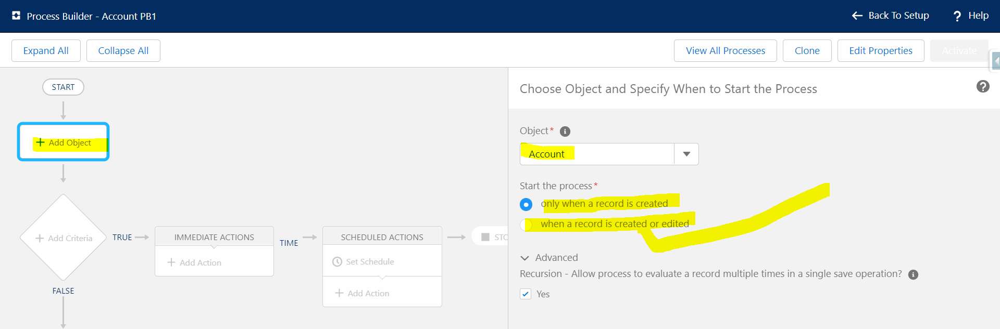 Process Builder - Account PB1
Back To Setup
? Help
Expand All
Collapse All
View All Processes
Clone
Edit Properties
Activate
START
+ Add Object
+ Add Criteria
TRUE
IMMEDIATE ACTIONS
+ Add Action
TIME
SCHEDULED ACTIONS
Set Schedule
+ Add Action
STO
FALSE
Choose Object and Specify When to Start the Process
?
Object*
Account
Start the process*
only when a record is created
when a record is created or edited
Advanced
Recursion - Allow process to evaluate a record multiple times in a single save operation?
Yes